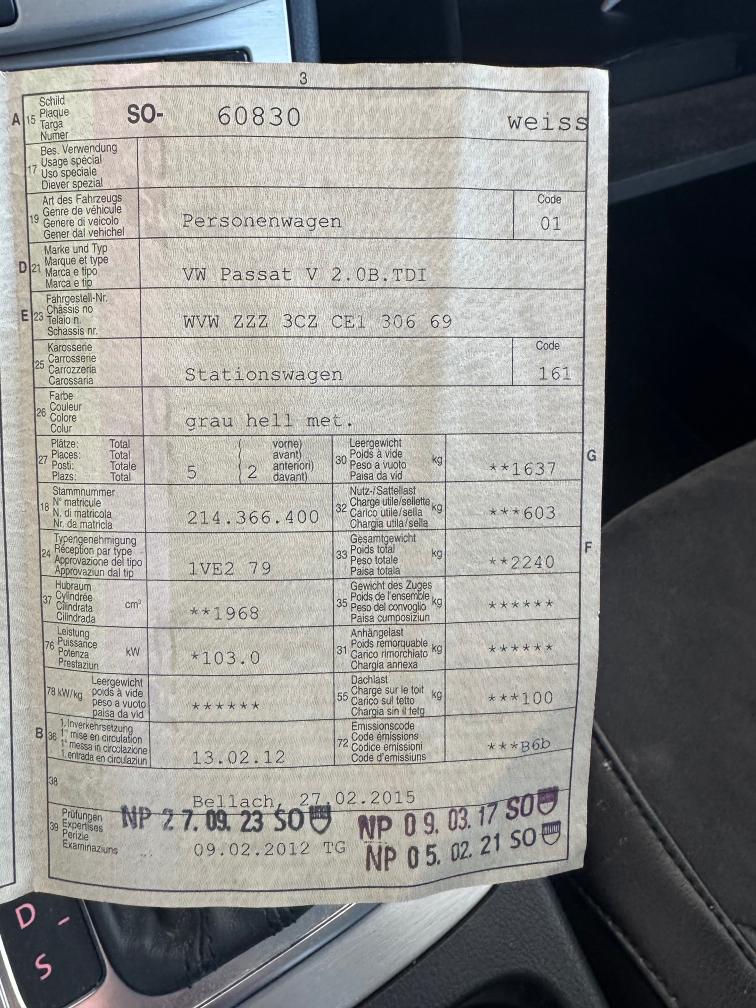 3
A 15 Schild
Plaque
Targa
Numer
SO- 60830 weiss
17 Bes. Verwendung
Usage spécial
Uso speciale
Diever spezial
19 Art des Fahrzeugs
Genre de véhicule
Genere di veicolo
Gener dal vehichel
Personenwagen
Code
01
D 21 Marke und Typ
Marque et type
Marca e tipo
Marca e tip
VW Passat V 2.0B.TDI
E 23 Fahrgestell-Nr.
Châssis no
Telaio n.
Schassis nr.
WVW ZZZ 3CZ CE1 306 69
25 Karosserie
Carrosserie
Carrozzeria
Carossaria
Stationswagen
Code
161
26 Farbe
Couleur
Colore
Colur
grau hell met.
27 Plätze: Total
Places: Total
Posti: Totale
Plazs: Total
5 ( 2 vorne)
avant)
anteriori)
davant)
30 Leergewicht
Poids à vide
Peso a vuoto
Paisa da vid
kg
**1637
G
18 Stammnummer
N° matricule
N. di matricola
Nr. da matricla
214.366.400
32 Nutz-/Sattellast
Charge utile/sellette
Carico utile/sella
Chargia utila/sella
kg
***603
24 Typengenehmigung
Réception par type
Approvazione del tipo
Approvaziun dal tip
1VE2 79
33 Gesamtgewicht
Poids total
Peso totale
Paisa totala
kg
**2240
F
37 Hubraum
Cylindrée
Cilindrata
Cilindrada
cm³
**1968
35 Gewicht des Zuges
Poids de l'ensemble
Peso del convoglio
Paisa cumposiziun
kg
******
76 Leistung
Puissance
Potenza
Prestaziun
kW
*103.0
31 Anhängelast
Poids remorquable
Carico rimorchiato
Chargia annexa
kg
******
78 kW/kg Leergewicht
poids à vide
peso a vuoto
paisa da vid
******
55 Dachlast
Charge sur le toit
Carico sul tetto
Chargia sin il tetg
kg
***100
B 36 1. Inverkehrsetzung
1re mise en circulation
1a messa in circolazione
1. entrada en circulaziun
13.02.12
72 Emissionscode
Code émissions
Codice emissioni
Code d'emissiuns
***B6b
38
Bellach, 27.02.2015
39 Prüfungen
Expertises
Perizie
Examinaziuns
NP 27.09.23 SO
NP 09.03.17 SO
09.02.2012 TG
NP 05.02.21 SO
D -
S